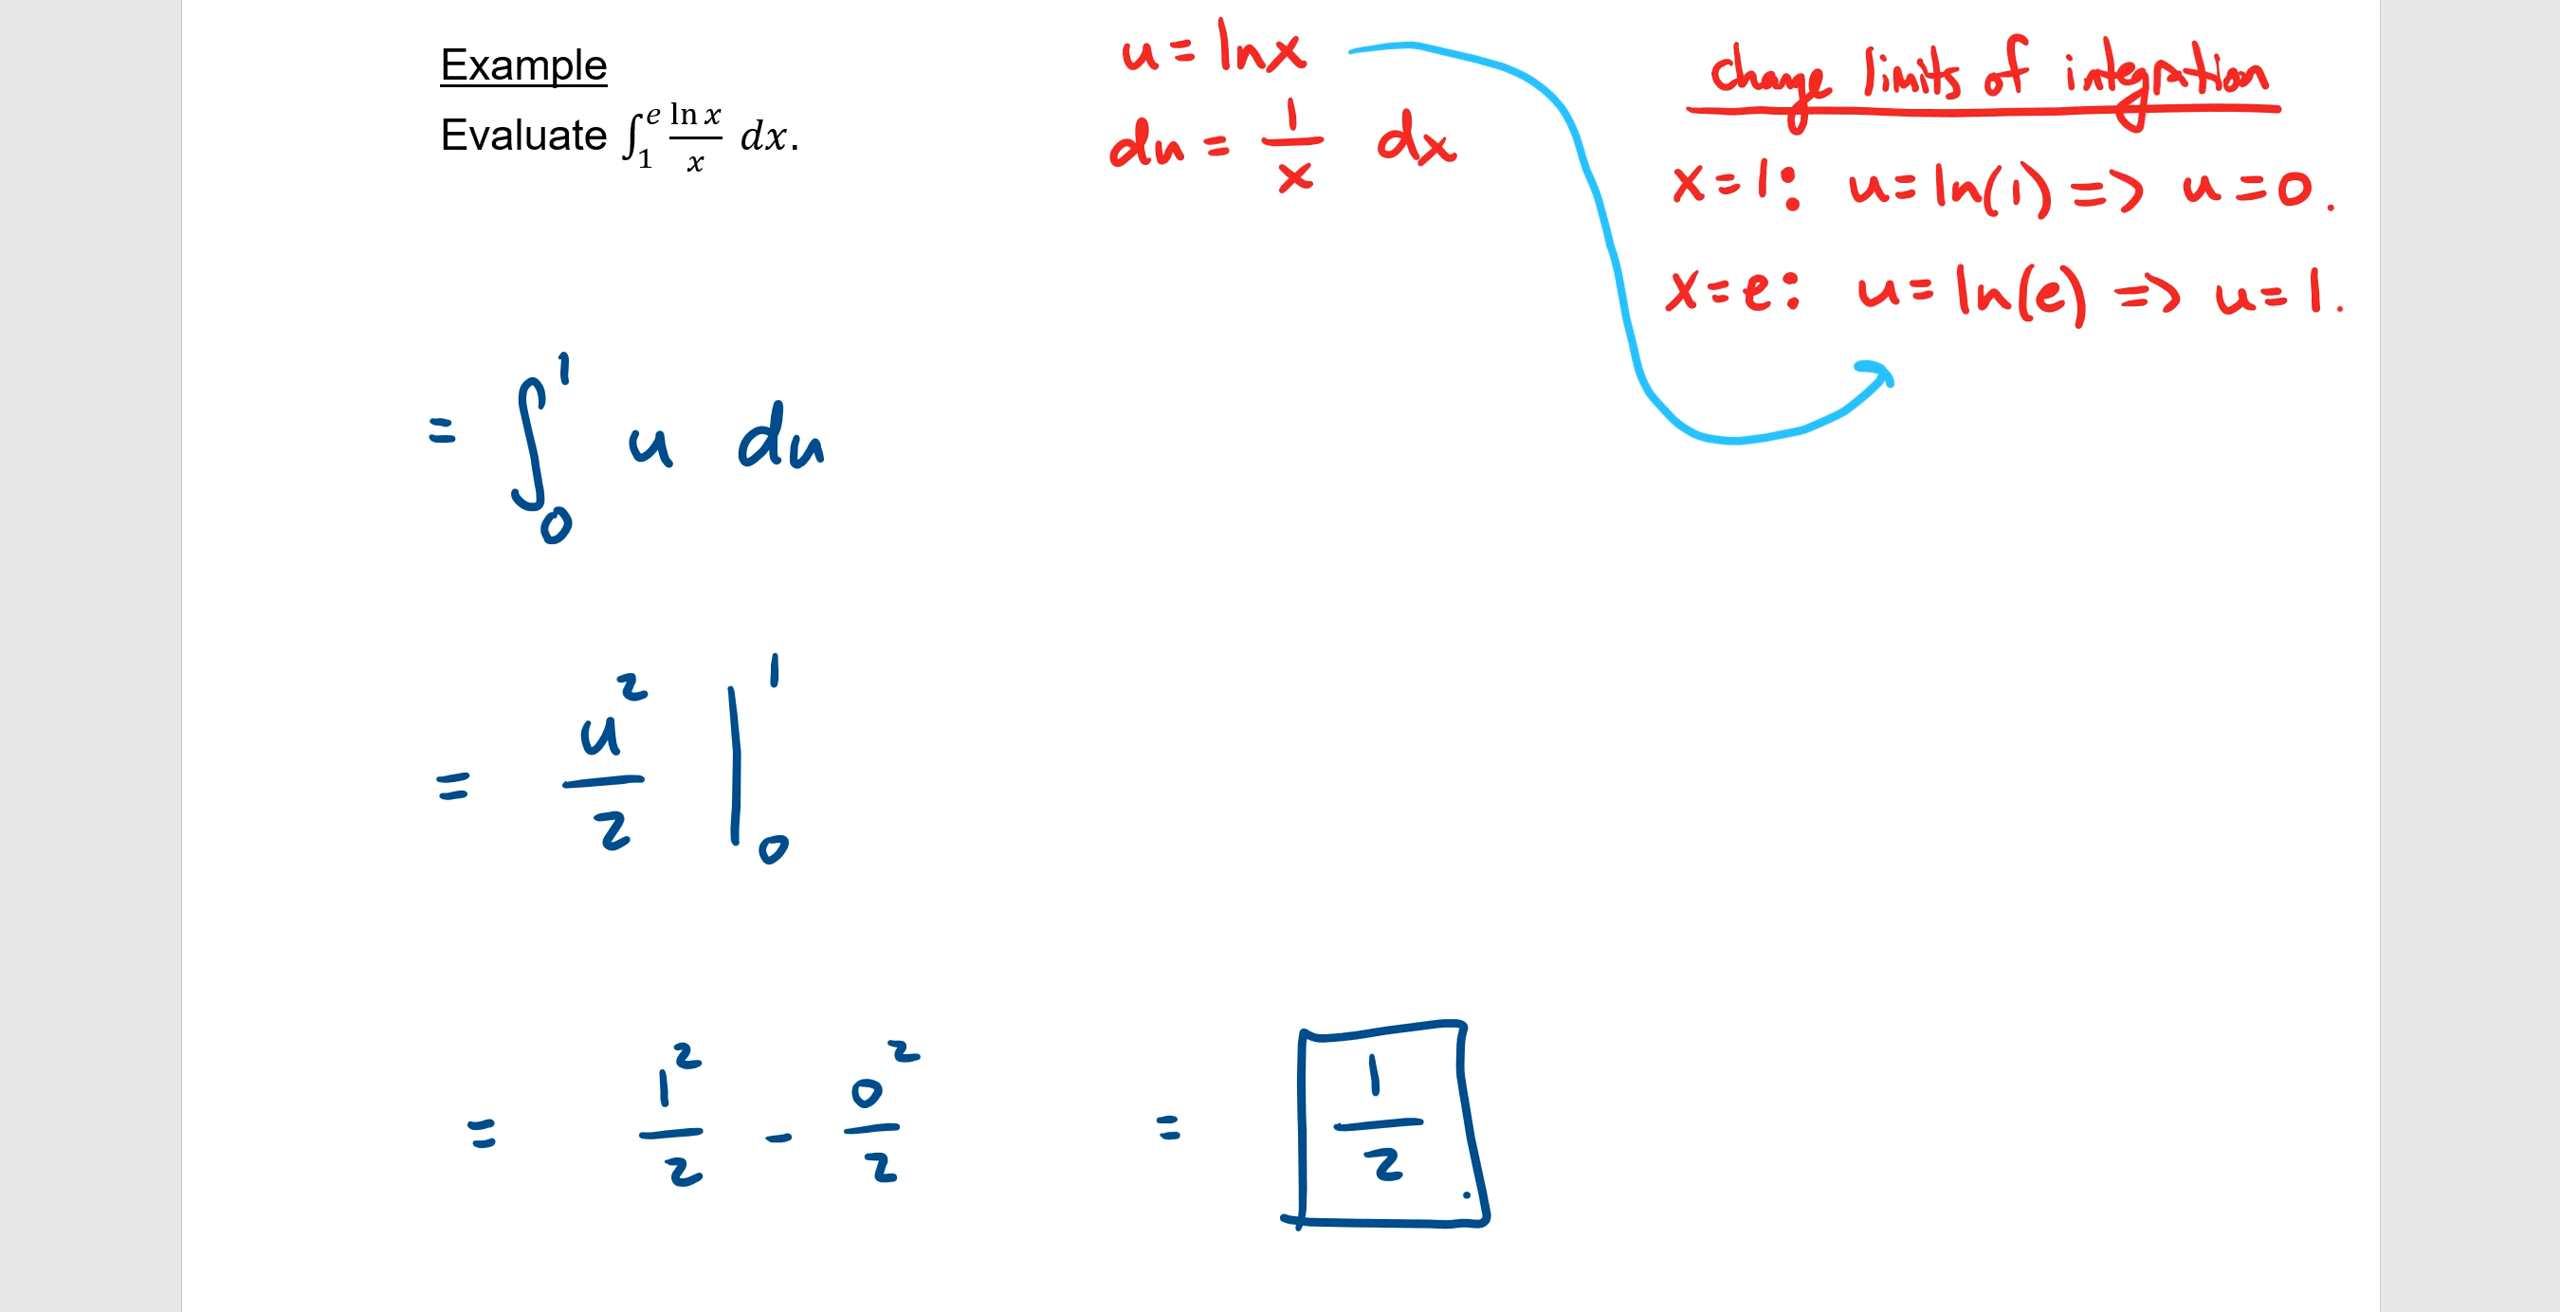 Example
Evaluate ∫₁ᵉ ln x / x dx.
u = lnx
du = 1/x dx
change limits of integration
x=1: u=ln(1) => u=0.
x=e: u=ln(e) => u=1.
= ∫₀¹ u du
= u²/2 |₀¹
= 1²/2 - 0²/2 = 1/2.